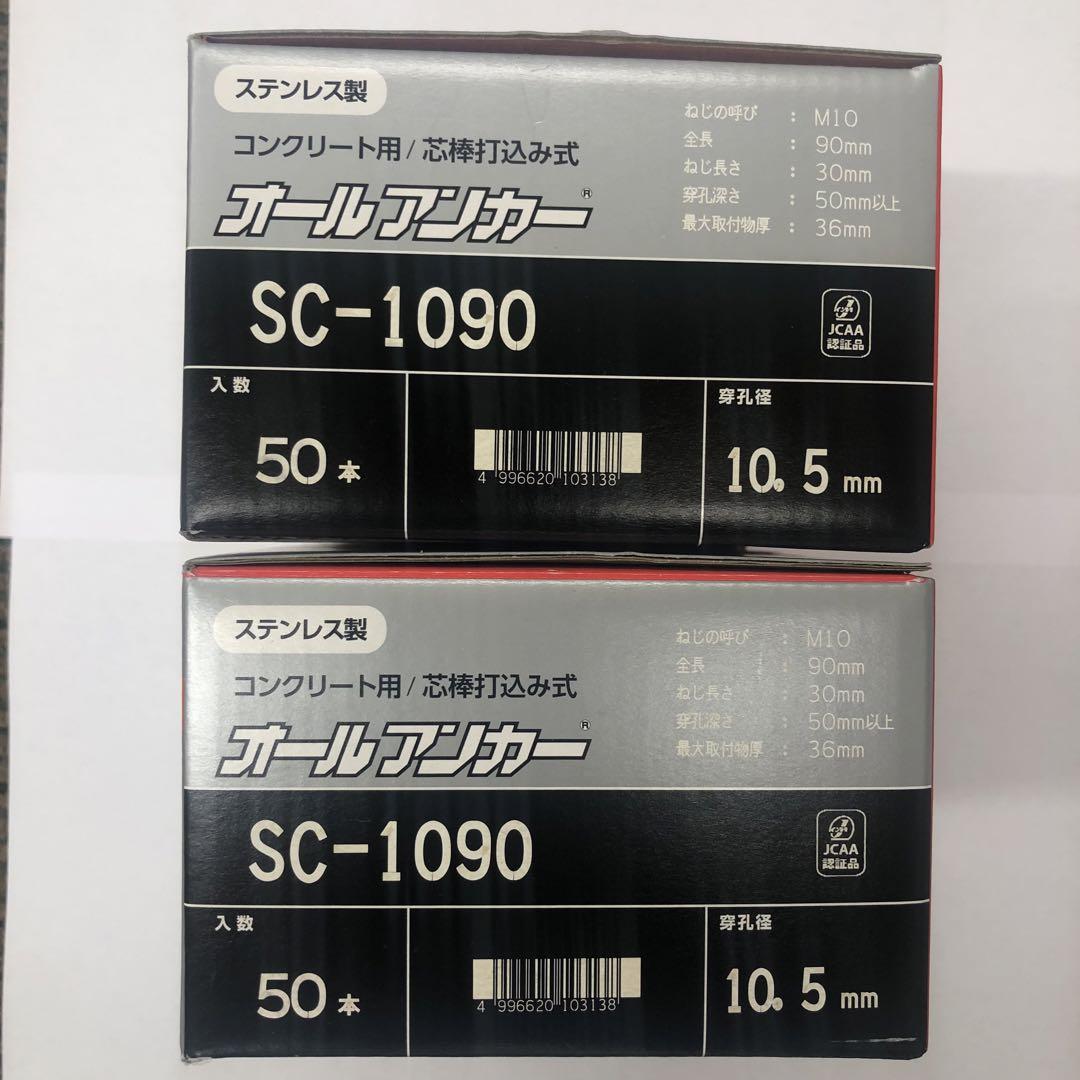 ステンレス製
コンクリート用/芯棒打込み式
オールアンカー®
ねじの呼び : M10
全長 : 90mm
ねじ長さ : 30mm
穿孔深さ : 50mm以上
最大取付物厚 : 36mm
SC-1090
JCAA
認証品
入数
50本
4 996620 103138
穿孔径
10.5mm
ステンレス製
コンクリート用/芯棒打込み式
オールアンカー®
ねじの呼び : M10
全長 : 90mm
ねじ長さ : 30mm
穿孔深さ : 50mm以上
最大取付物厚 : 36mm
SC-1090
JCAA
認証品
入数
50本
4 996620 103138
穿孔径
10.5mm